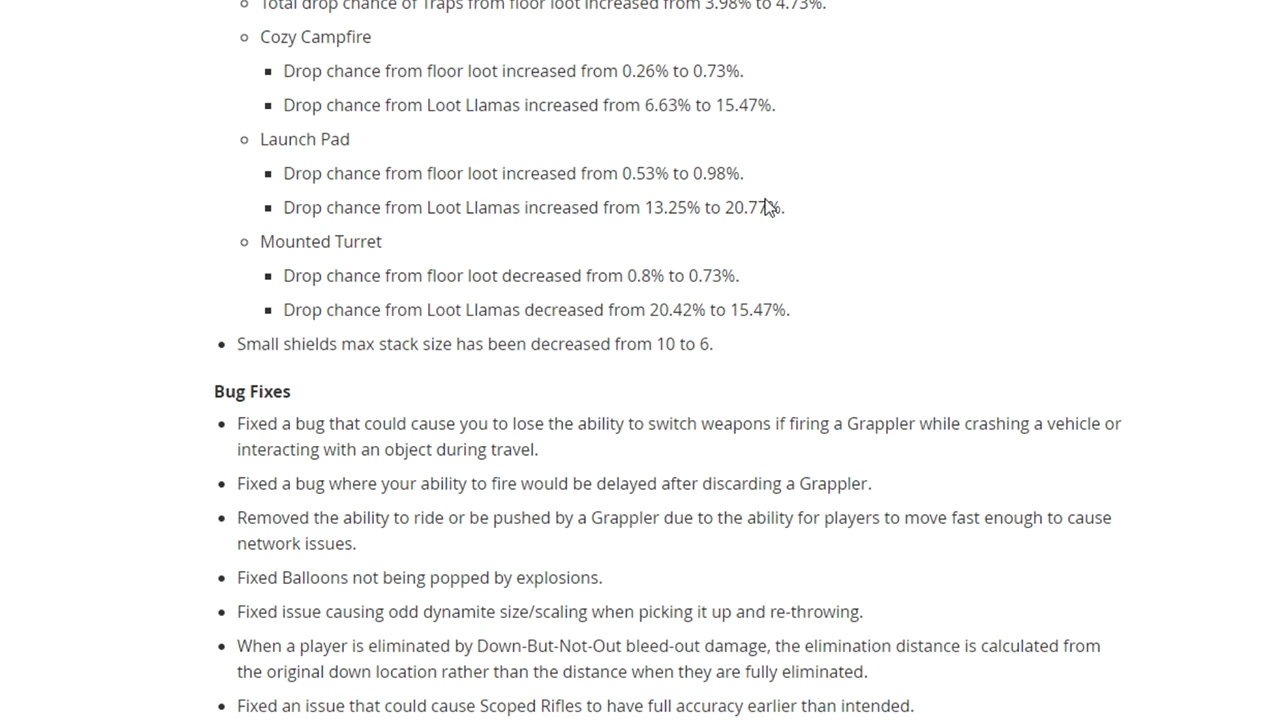 Total drop chance of Traps from floor loot increased from 3.98% to 4.73%.
Cozy Campfire
Drop chance from floor loot increased from 0.26% to 0.73%.
Drop chance from Loot Llamas increased from 6.63% to 15.47%.
Launch Pad
Drop chance from floor loot increased from 0.53% to 0.98%.
Drop chance from Loot Llamas increased from 13.25% to 20.77%.
Mounted Turret
Drop chance from floor loot decreased from 0.8% to 0.73%.
Drop chance from Loot Llamas decreased from 20.42% to 15.47%.
Small shields max stack size has been decreased from 10 to 6.
Bug Fixes
Fixed a bug that could cause you to lose the ability to switch weapons if firing a Grappler while crashing a vehicle or
interacting with an object during travel.
Fixed a bug where your ability to fire would be delayed after discarding a Grappler.
Removed the ability to ride or be pushed by a Grappler due to the ability for players to move fast enough to cause
network issues.
Fixed Balloons not being popped by explosions.
Fixed issue causing odd dynamite size/scaling when picking it up and re-throwing.
When a player is eliminated by Down-But-Not-Out bleed-out damage, the elimination distance is calculated from
the original down location rather than the distance when they are fully eliminated.
Fixed an issue that could cause Scoped Rifles to have full accuracy earlier than intended.